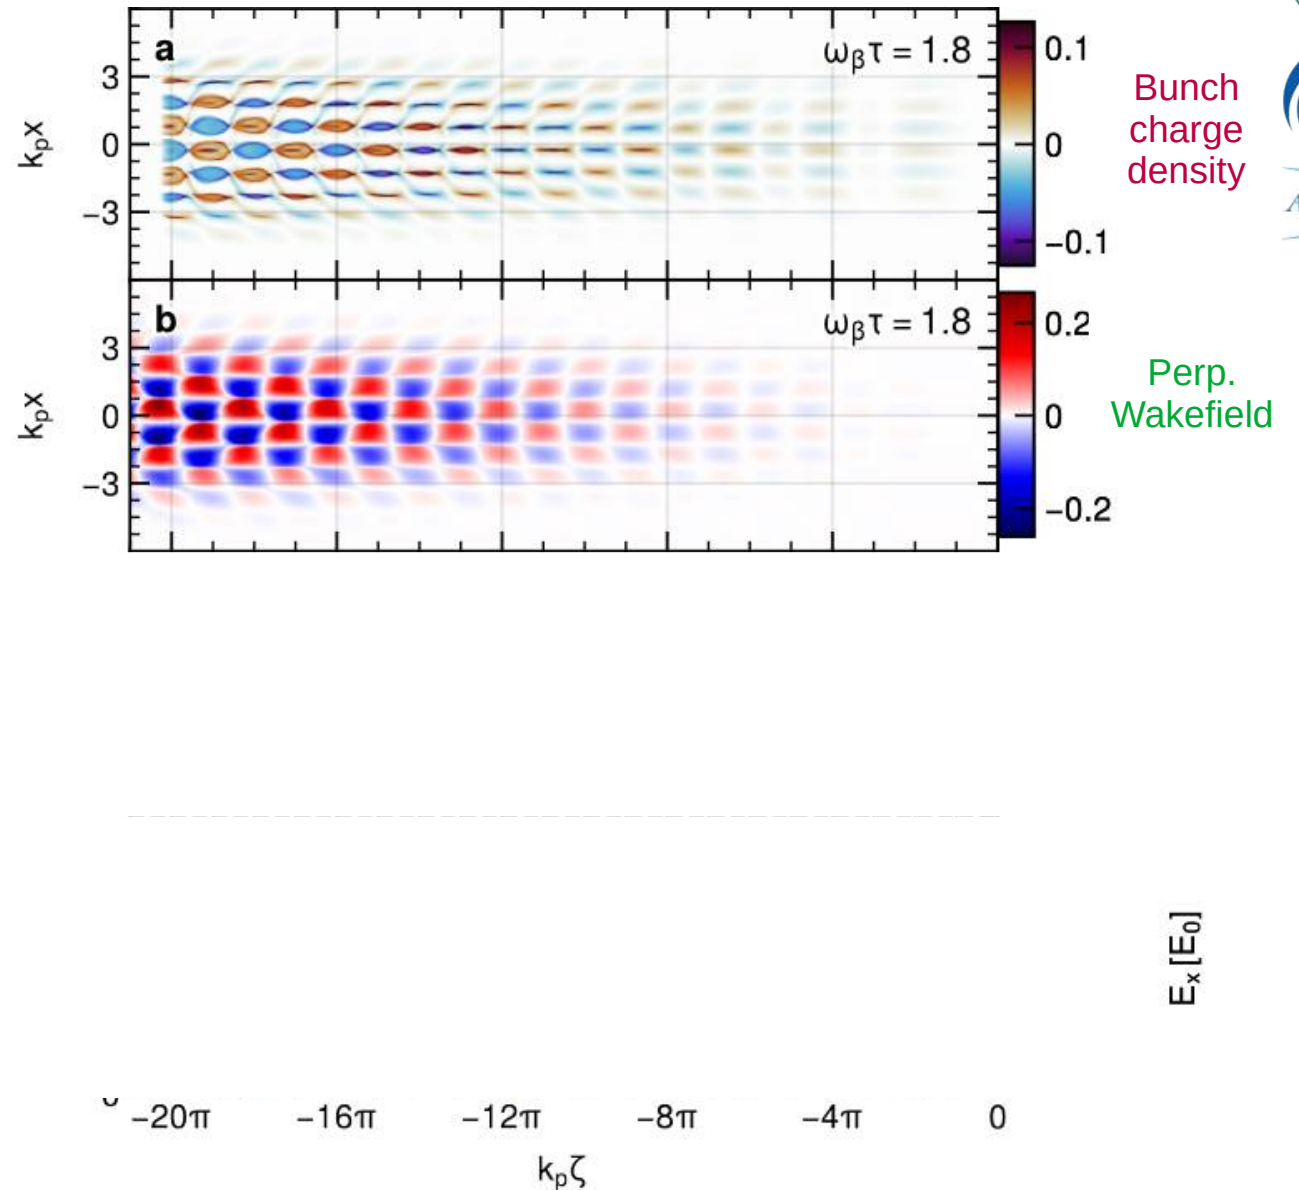 a
ωβτ = 1.8
3
0
−3
kpx
0.1
0
−0.1
Bunch
charge
density
A
b
ωβτ = 1.8
3
0
−3
kpx
0.2
0
−0.2
Perp.
Wakefield
Ex [E0]
−20π −16π −12π −8π −4π 0
kpζ